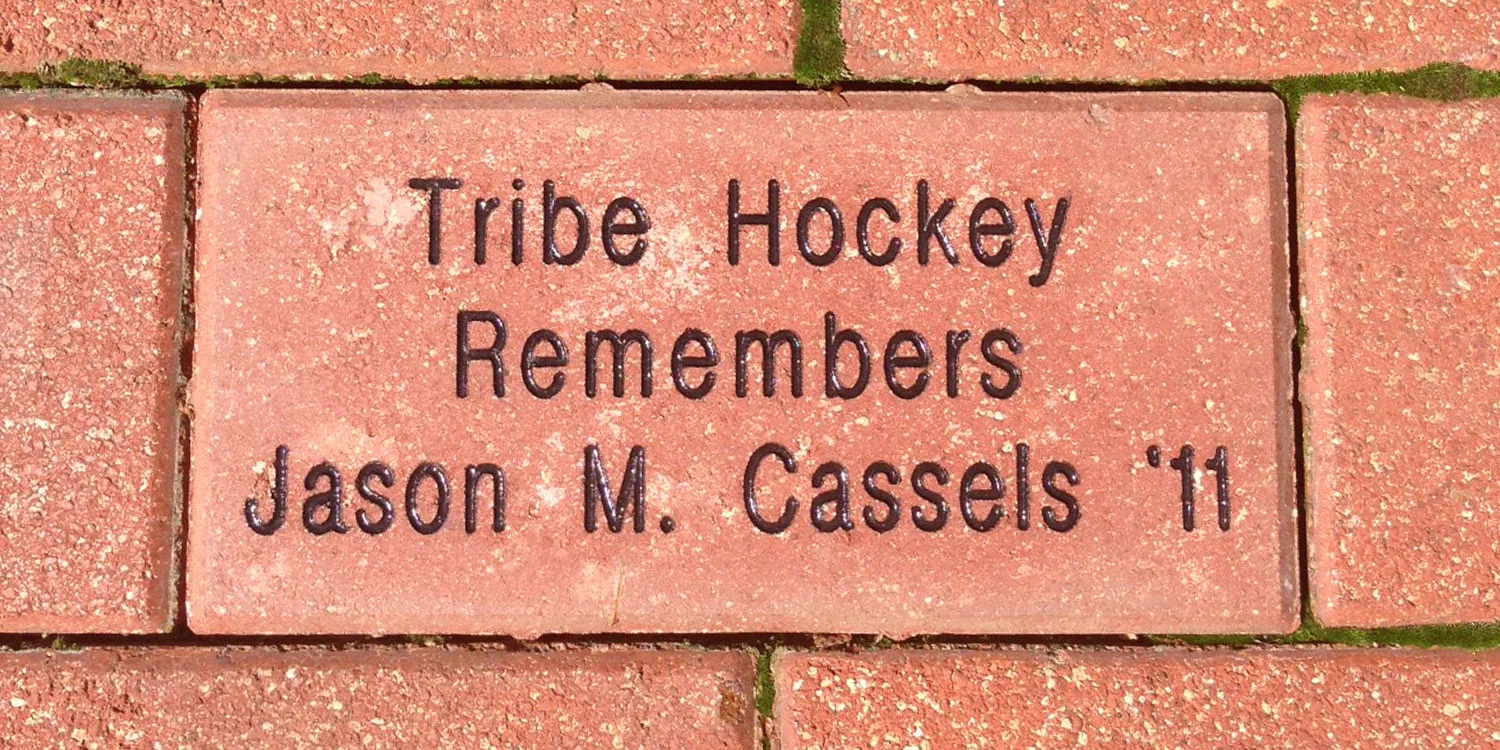 Tribe Hockey
Remembers
Jason M. Cassels '11